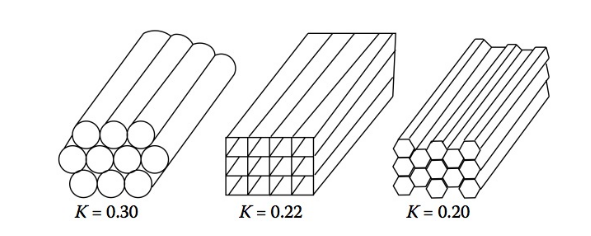 K = 0.30
K = 0.22
K = 0.20